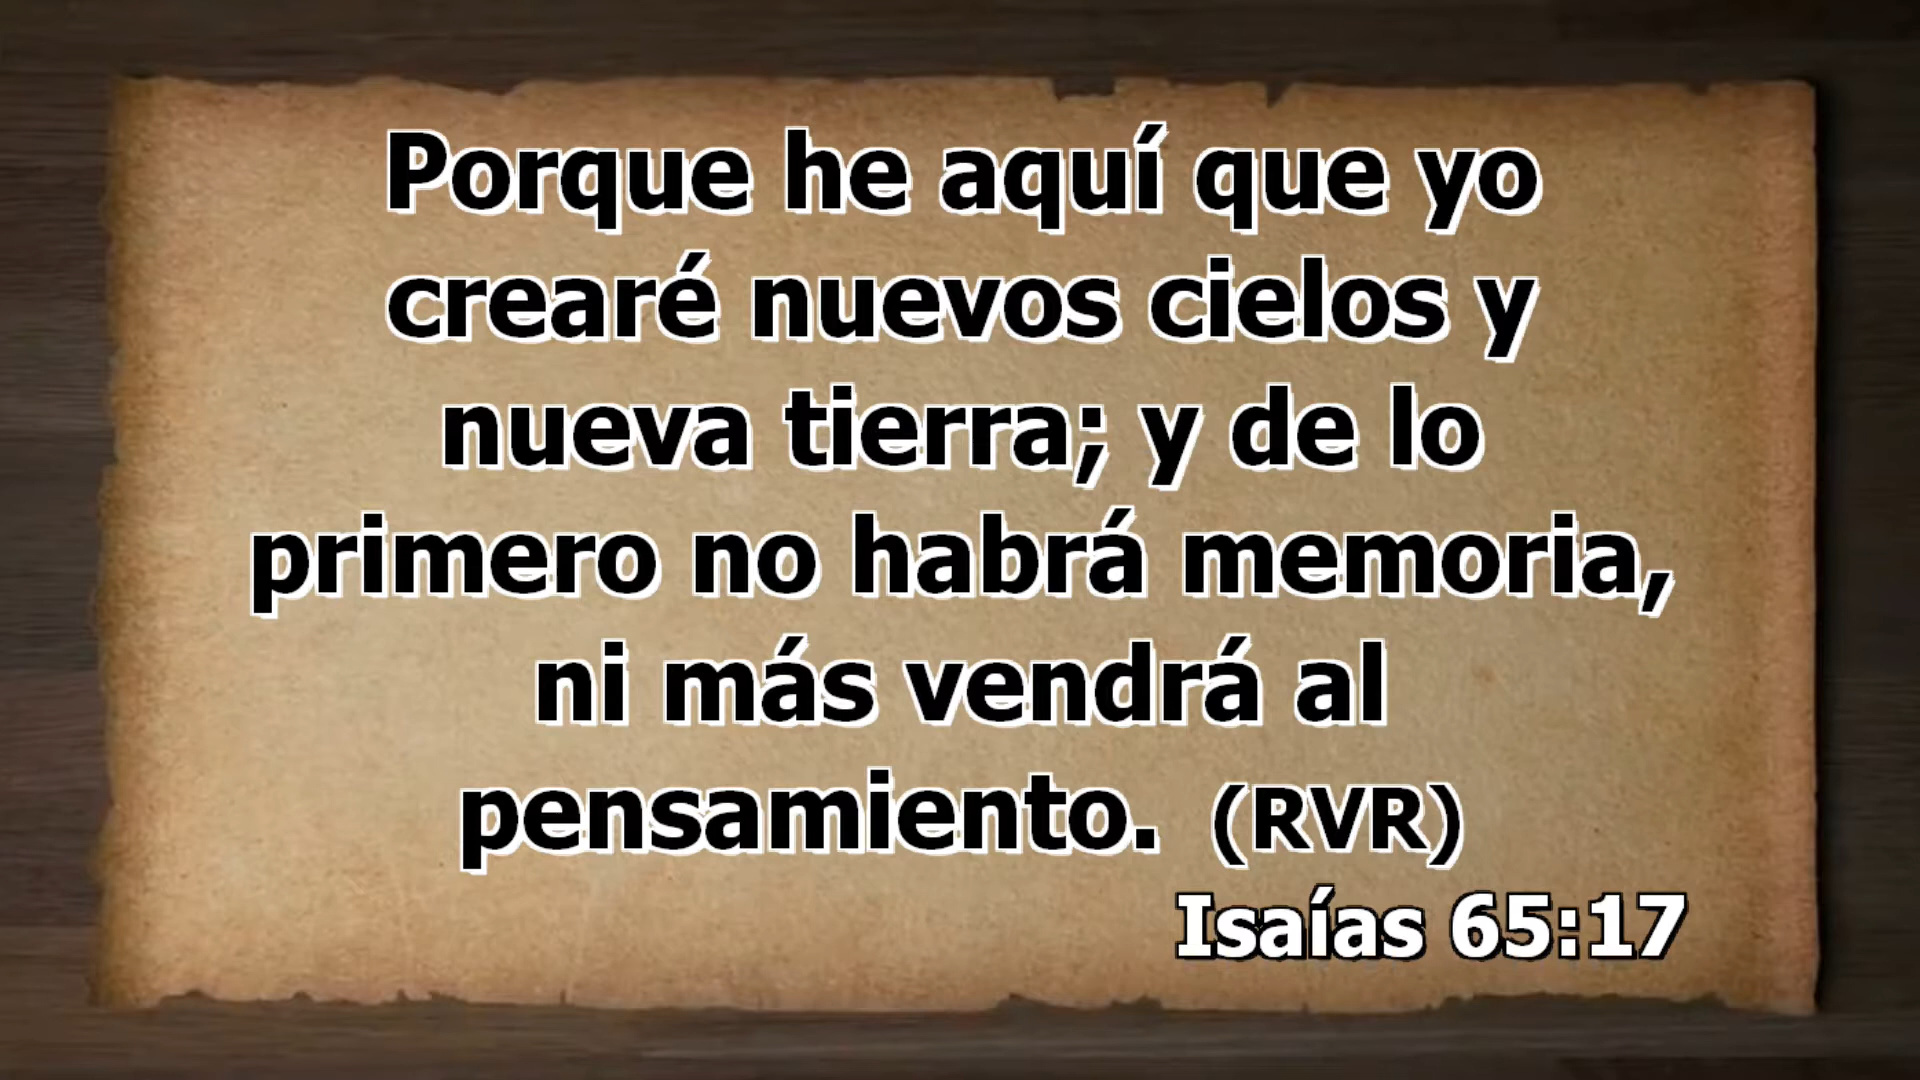 Porque he aquí que yo
crearé nuevos cielos y
nueva tierra; y de lo
primero no habrá memoria,
ni más vendrá al
pensamiento. (RVR)
Isaías 65:17